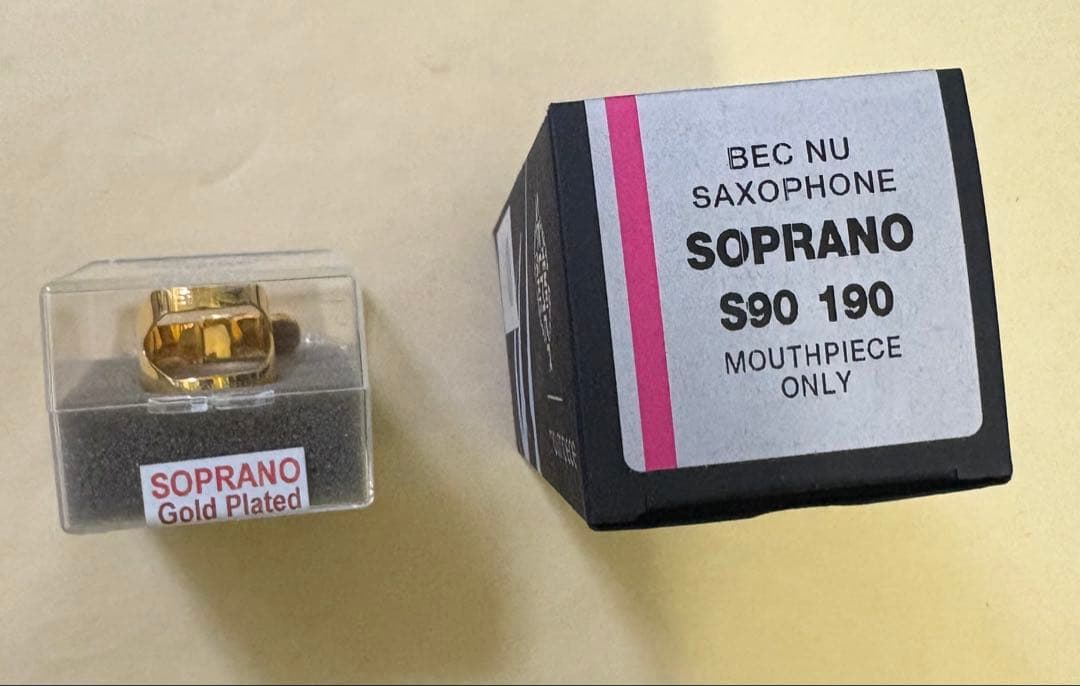 SOPRANO
Gold Plated
BEC NU
SAXOPHONE
SOPRANO
S90 190
MOUTHPIECE
ONLY